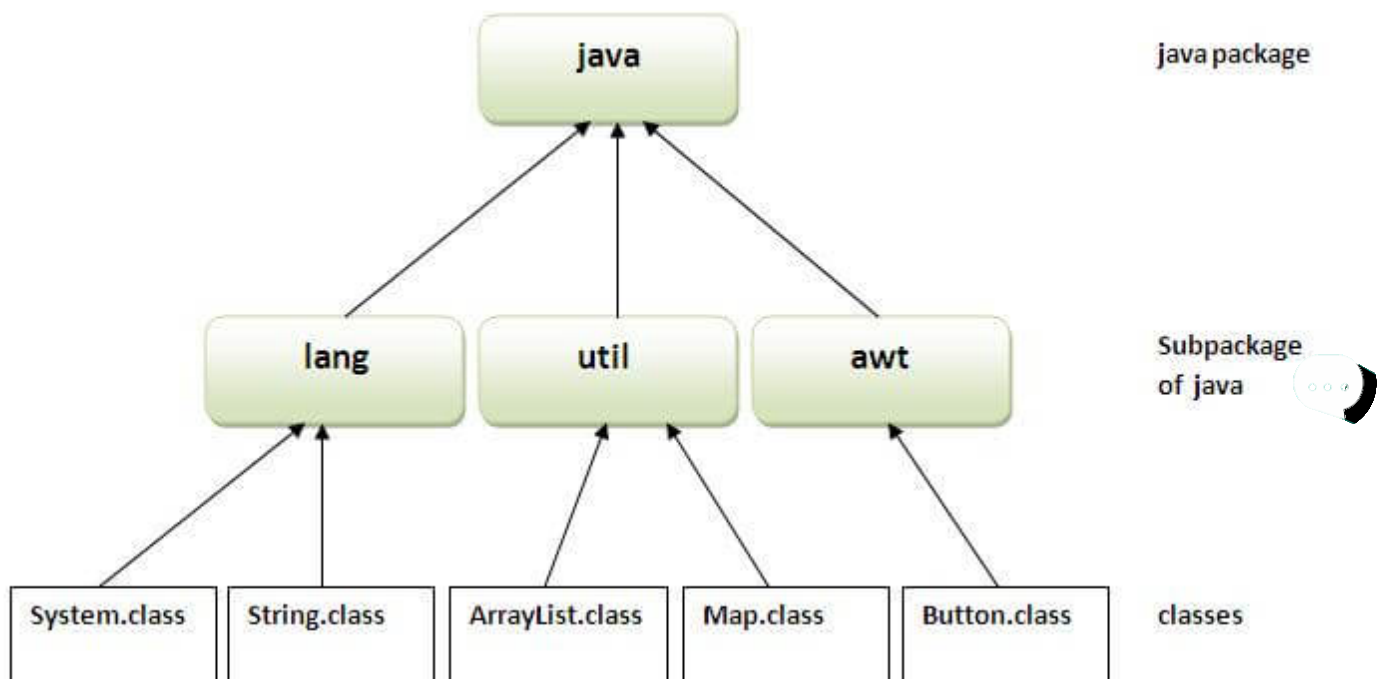 java
java package
lang
util
awt
Subpackage
of java
System.class
String.class
ArrayList.class
Map.class
Button.class
classes